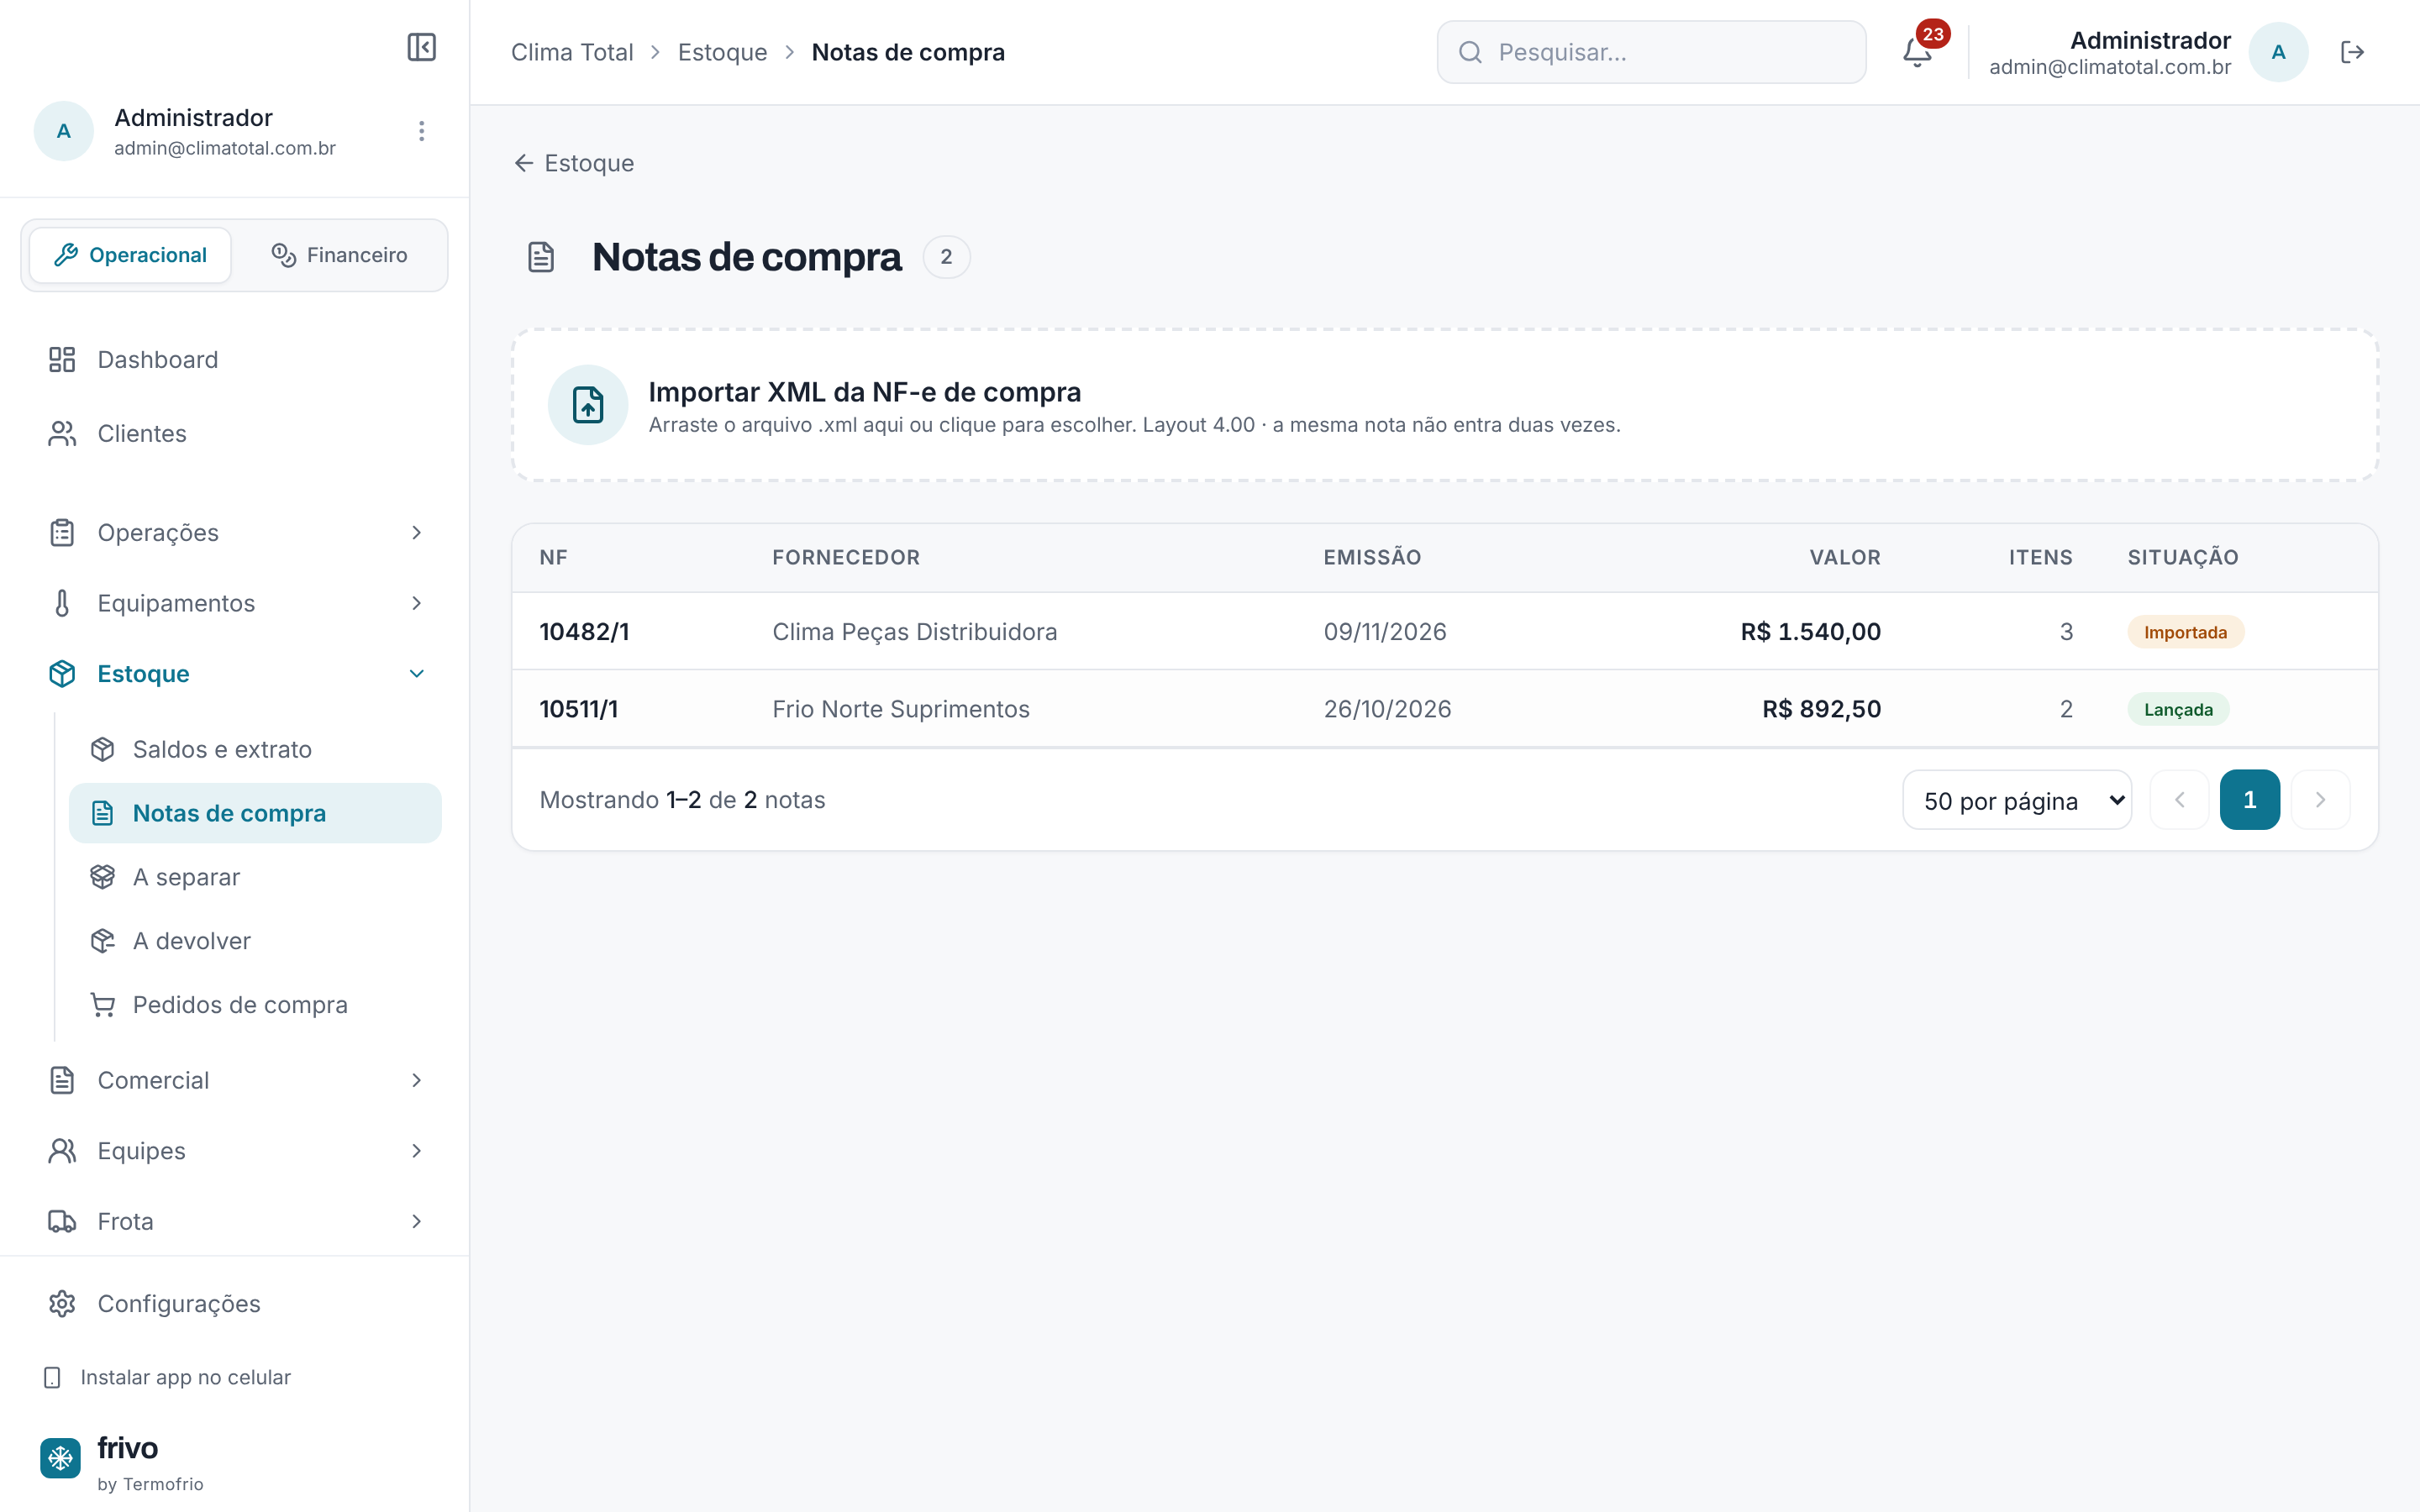 A
Administrador
admin@climatotal.com.br
Operacional
Financeiro
Dashboard
Clientes
Operações
Equipamentos
Estoque
Saldos e extrato
Notas de compra
A separar
A devolver
Pedidos de compra
Comercial
Equipes
Frota
Configurações
Instalar app no celular
frivo
by Termofrio
Clima Total > Estoque > Notas de compra
Pesquisar...
23
Administrador
admin@climatotal.com.br
A
← Estoque
Notas de compra 2
Importar XML da NF-e de compra
Arraste o arquivo .xml aqui ou clique para escolher. Layout 4.00 · a mesma nota não entra duas vezes.
NF FORNECEDOR EMISSÃO VALOR ITENS SITUAÇÃO
10482/1 Clima Peças Distribuidora 09/11/2026 R$ 1.540,00 3 Importada
10511/1 Frio Norte Suprimentos 26/10/2026 R$ 892,50 2 Lançada
Mostrando 1–2 de 2 notas 50 por página 1